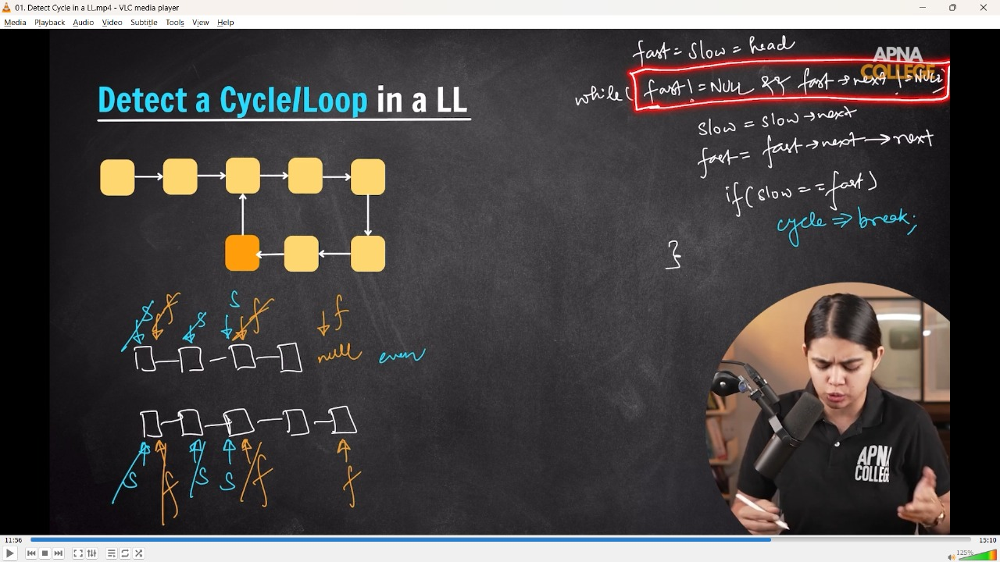 01. Detect Cycle in a LL.mp4 - VLC media player
Media Playback Audio Video Subtitle Tools View Help
fast = slow = head
APNA
COLLEGE
while( fast != NULL && fast → next != NULL
Detect a Cycle/Loop in a LL
slow = slow → next
fast = fast → next → next
if(slow == fast)
cycle ⇒ break;
}
s f s s f f
null even
s f s s f f
APNA
COLLEGE
11:56 15:10
125%